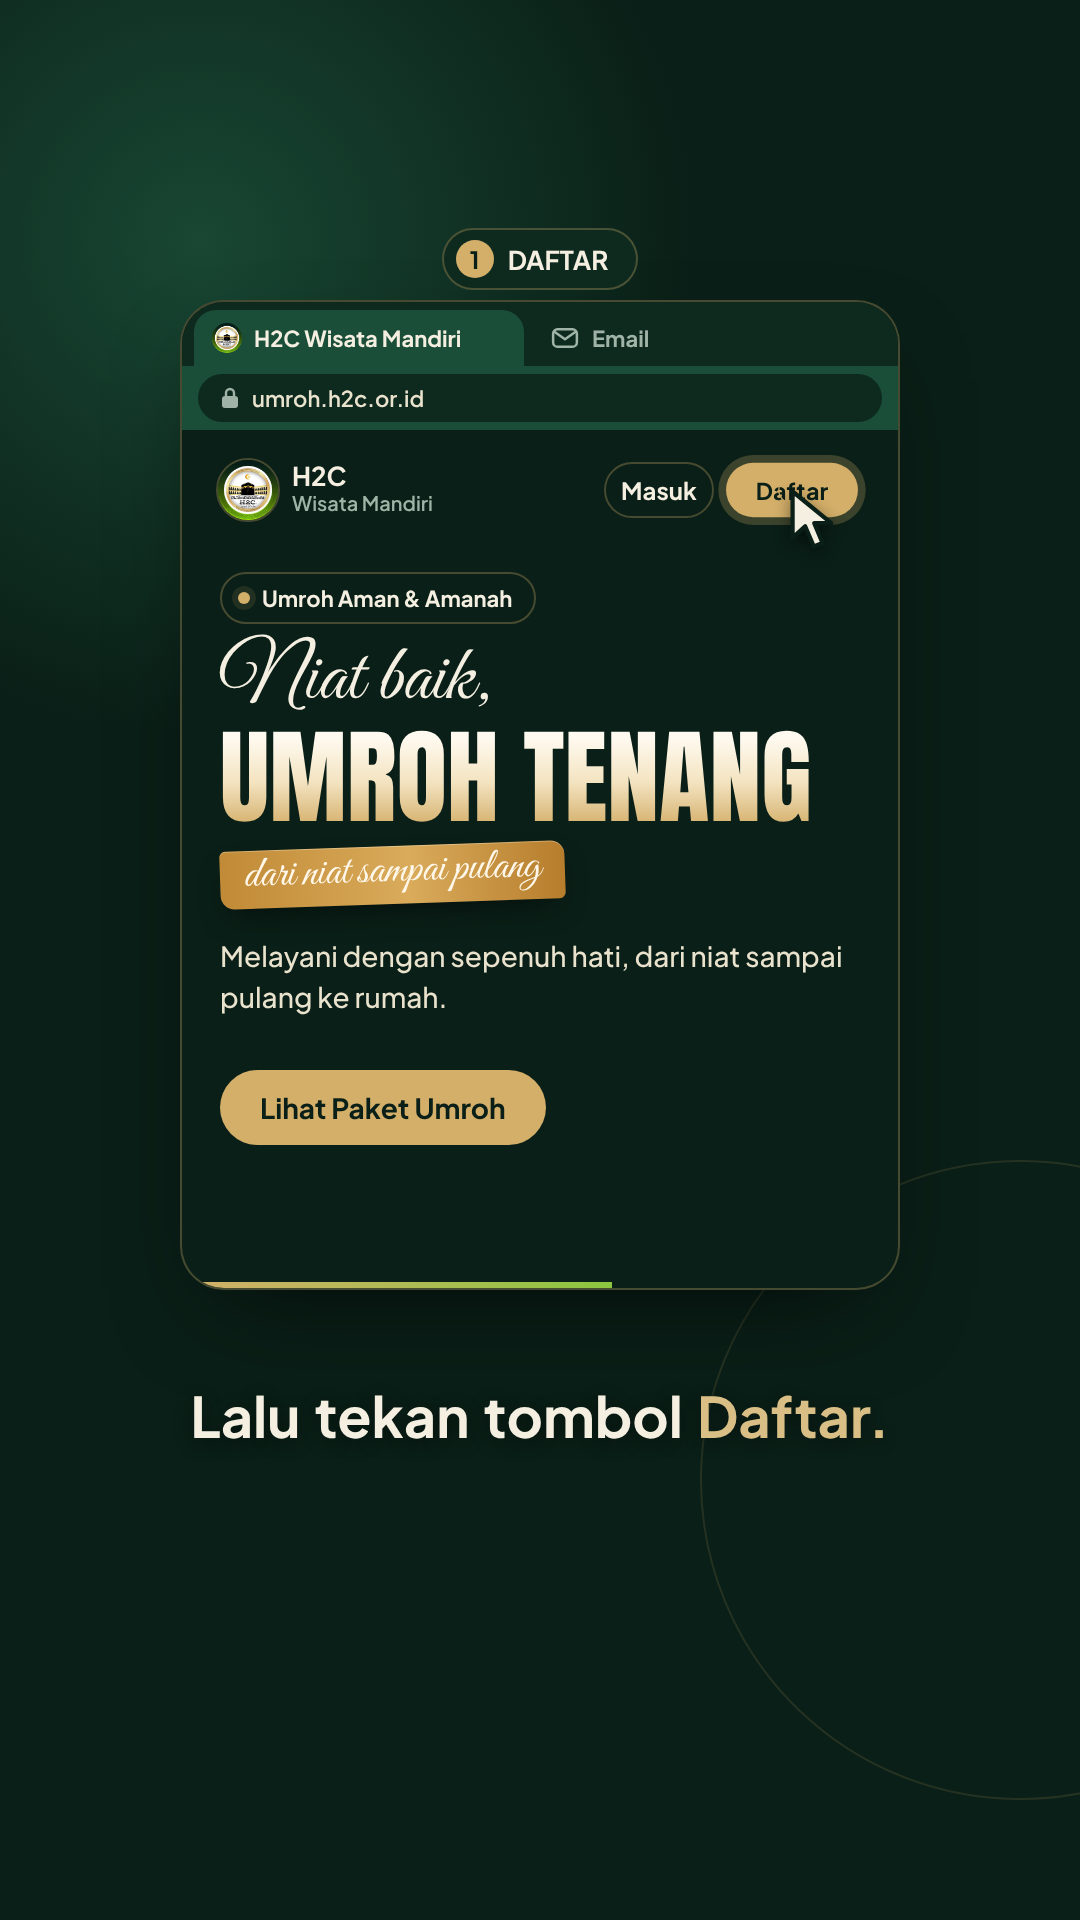 1 DAFTAR
H2C Wisata Mandiri
Email
umroh.h2c.or.id
H2C
Wisata Mandiri
Masuk
Daftar
Umroh Aman & Amanah
Niat baik,
UMROH TENANG
dari niat sampai pulang
Melayani dengan sepenuh hati, dari niat sampai
pulang ke rumah.
Lihat Paket Umroh
Lalu tekan tombol Daftar.